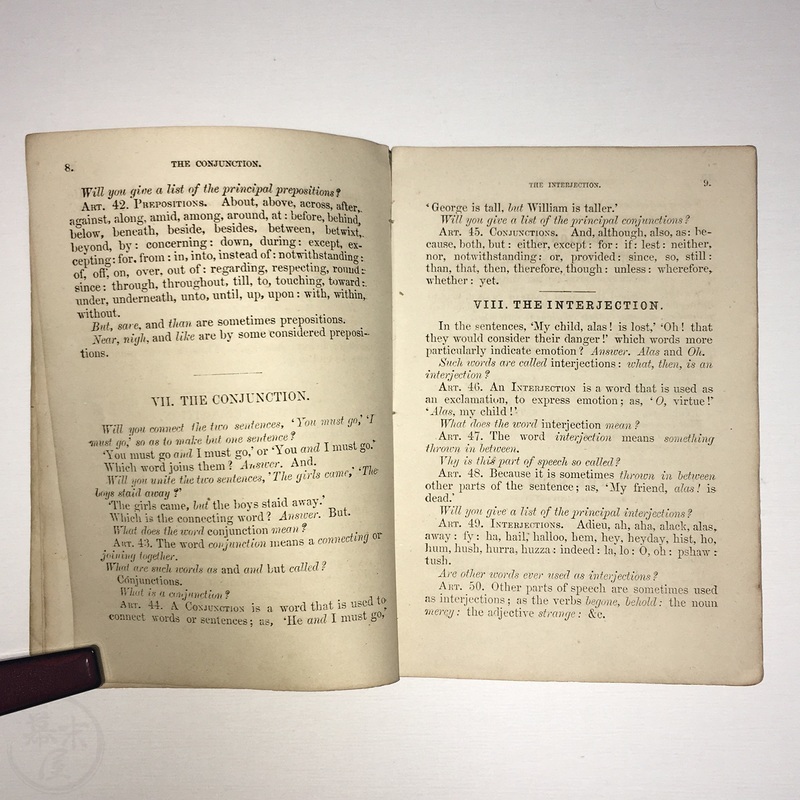 8.
THE CONJUNCTION.
Will you give a list of the principal prepositions?
ART. 42. PREPOSITIONS. About, above, across, after,
against, along, amid, among, around, at: before, behind,
below, beneath, beside, besides, between, betwixt,
beyond, by: concerning: down, during: except, ex-
cepting: for, from: in, into, instead of: notwithstanding:
of, off, on, over, out of: regarding, respecting, round:
since: through, throughout, till, to, touching, toward:
under, underneath, unto, until, up, upon: with, within,
without.
But, save, and than are sometimes prepositions.
Near, nigh, and like are by some considered preposi-
tions.
VII. THE CONJUNCTION.
Will you connect the two sentences, 'You must go,' 'I
must go,' so as to make but one sentence?
'You must go and I must go,' or 'You and I must go.'
Which word joins them? Answer. And.
Will you unite the two sentences, 'The girls came,' 'The
boys staid away?'
'The girls came, but the boys staid away.'
Which is the connecting word? Answer. But.
What does the word conjunction mean?
ART. 43. The word conjunction means a connecting or
joining together.
What are such words as and and but called?
Conjunctions.
What is a conjunction?
ART. 44. A CONJUNCTION is a word that is used to
connect words or sentences; as, 'He and I must go,'
THE INTERJECTION.
9.
'George is tall, but William is taller.'
Will you give a list of the principal conjunctions?
ART. 45. CONJUNCTIONS. And, although, also, as: be-
cause, both, but: either, except: for: if: lest: neither,
nor, notwithstanding: or, provided: since, so, still:
than, that, then, therefore, though: unless: wherefore,
whether: yet.
VIII. THE INTERJECTION.
In the sentences, 'My child, alas! is lost,' 'Oh! that
they would consider their danger!' which words more
particularly indicate emotion? Answer. Alas and Oh.
Such words are called interjections: what, then, is an
interjection?
ART. 46. An INTERJECTION is a word that is used as
an exclamation, to express emotion; as, 'O, virtue!'
'Alas, my child!'
What does the word interjection mean?
ART. 47. The word interjection means something
thrown in between.
Why is this part of speech so called?
ART. 48. Because it is sometimes thrown in between
other parts of the sentence; as, 'My friend, alas! is
dead.'
Will you give a list of the principal interjections?
ART. 49. INTERJECTIONS. Adieu, ah, aha, alack, alas,
away: fy: ha, hail, halloo, hem, hey, heyday, hist, ho,
hum, hush, hurra, huzza: indeed: la, lo: O, oh: pshaw:
tush.
Are other words ever used as interjections?
ART. 50. Other parts of speech are sometimes used
as interjections; as the verbs begone, behold: the noun
mercy: the adjective strange: &c.
幕末屋